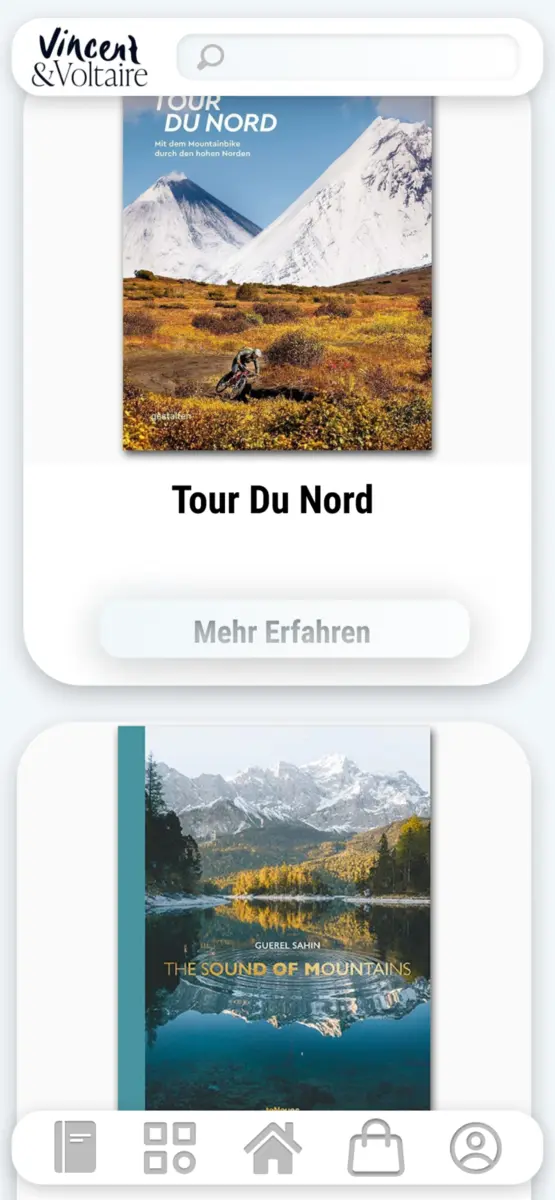 Vincent
&Voltaire
TOUR
DU NORD
Mit dem Mountainbike
durch den hohen Norden
gestalten
Tour Du Nord
Mehr Erfahren
GUEREL SAHIN
THE SOUND OF MOUNTAINS